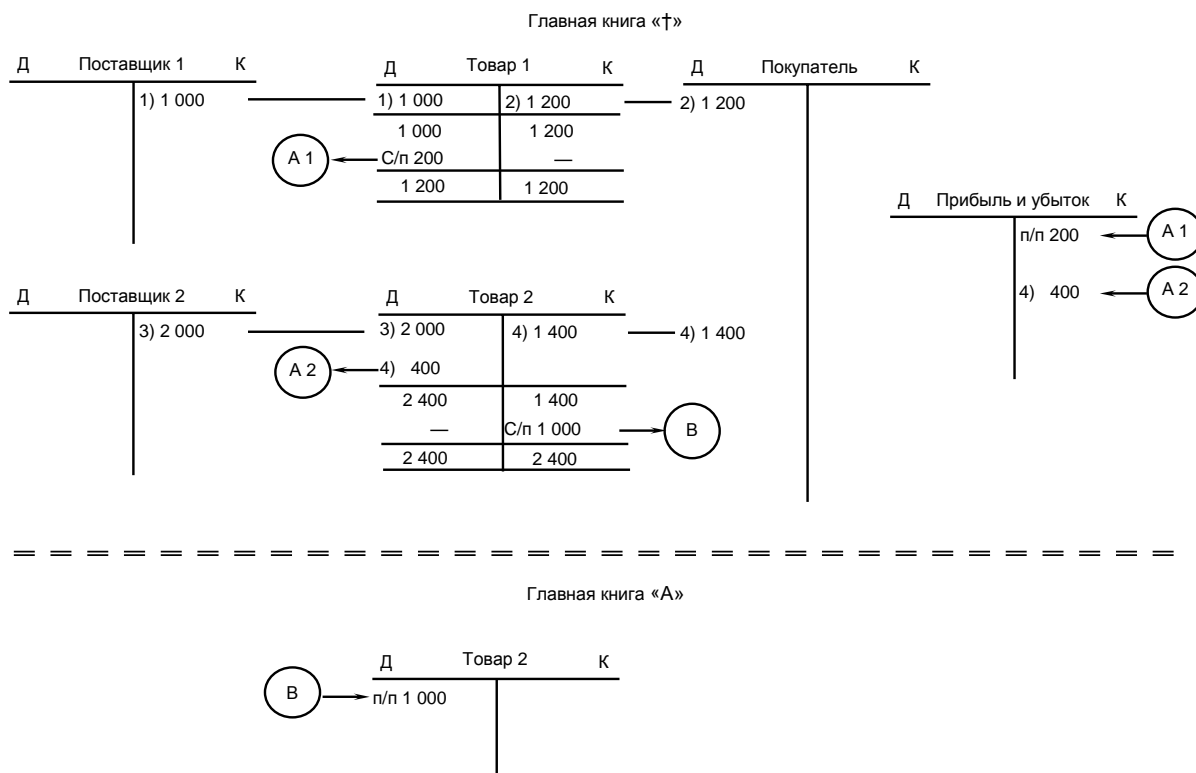 Главная книга «†»
Д Поставщик 1 К
Д Товар 1 К
Д Покупатель К
1) 1 000
1) 1 000 2) 1 200
2) 1 200
1 000 1 200
А 1
С/п 200 —
1 200 1 200
Д Прибыль и убыток К
п/п 200
А 1
4) 400
А 2
Д Поставщик 2 К
Д Товар 2 К
3) 2 000
3) 2 000 4) 1 400
4) 1 400
А 2
4) 400
2 400 1 400
— С/п 1 000
В
2 400 2 400
Главная книга «А»
Д Товар 2 К
В
п/п 1 000